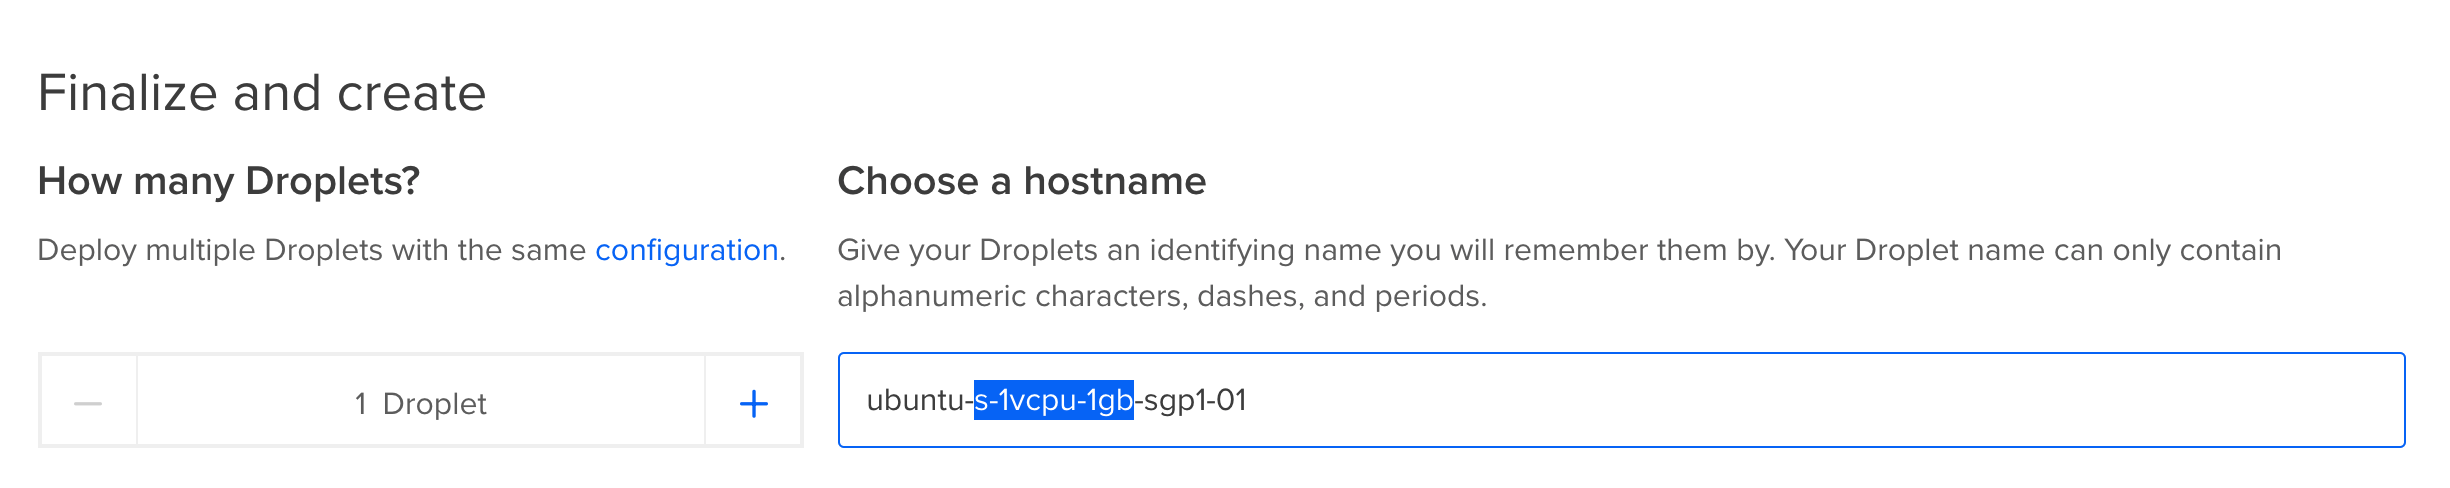 Finalize and create
How many Droplets?
Deploy multiple Droplets with the same configuration.
1 Droplet
Choose a hostname
Give your Droplets an identifying name you will remember them by. Your Droplet name can only contain
alphanumeric characters, dashes, and periods.
ubuntu-s-1vcpu-1gb-sgp1-01